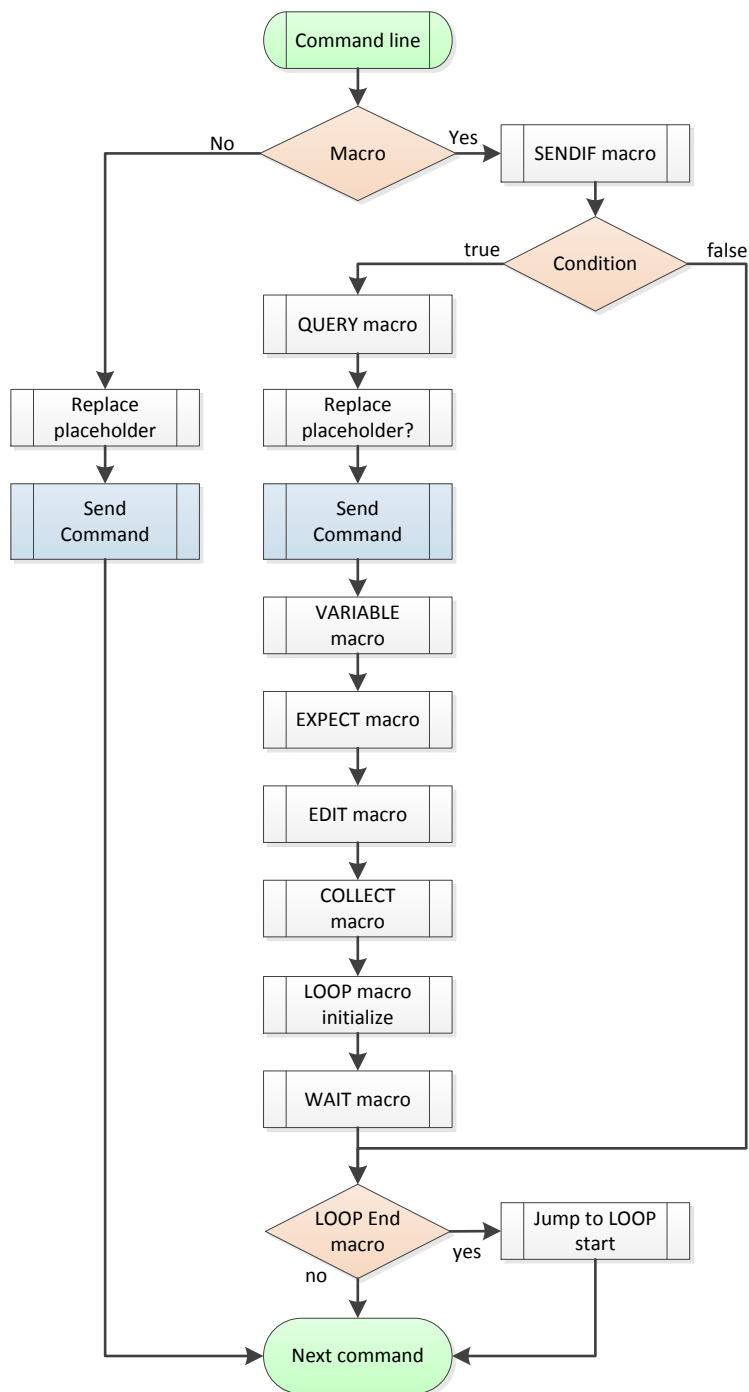 Command line
No
Macro
Yes
SENDIF macro
true
Condition
false
QUERY macro
Replace
placeholder
Replace
placeholder?
Send
Command
Send
Command
VARIABLE
macro
EXPECT macro
EDIT macro
COLLECT
macro
LOOP macro
initialize
WAIT macro
LOOP End
macro
yes
Jump to LOOP
start
no
Next command